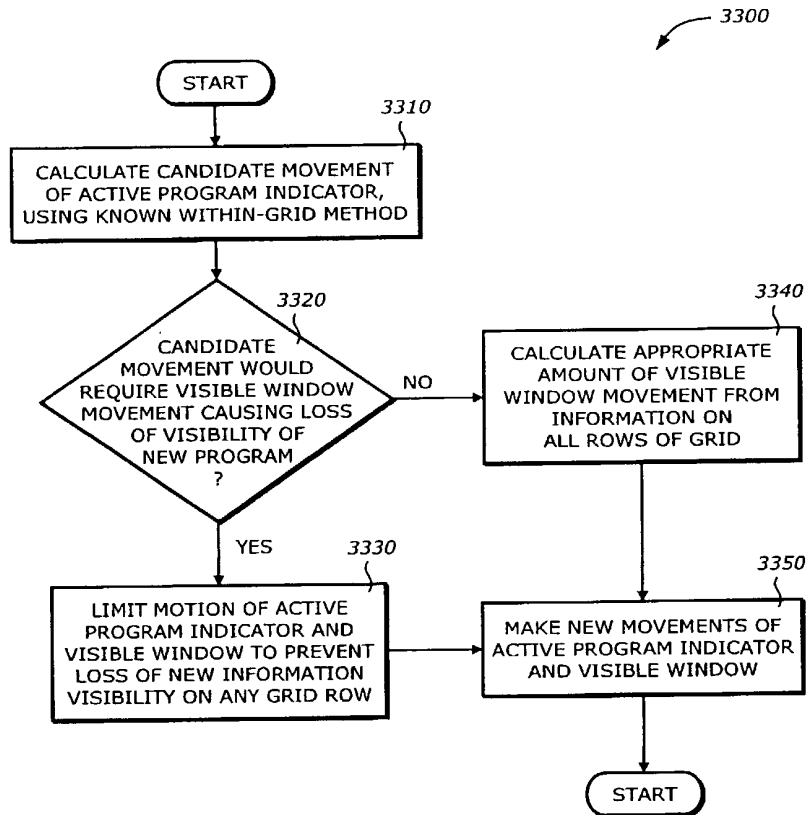 3300
START
3310
CALCULATE CANDIDATE MOVEMENT
OF ACTIVE PROGRAM INDICATOR,
USING KNOWN WITHIN-GRID METHOD
3320
CANDIDATE
MOVEMENT WOULD
REQUIRE VISIBLE WINDOW
MOVEMENT CAUSING LOSS
OF VISIBILITY OF
NEW PROGRAM
?
NO
3340
CALCULATE APPROPRIATE
AMOUNT OF VISIBLE
WINDOW MOVEMENT FROM
INFORMATION ON
ALL ROWS OF GRID
YES
3330
LIMIT MOTION OF ACTIVE
PROGRAM INDICATOR AND
VISIBLE WINDOW TO PREVENT
LOSS OF NEW INFORMATION
VISIBILITY ON ANY GRID ROW
3350
MAKE NEW MOVEMENTS OF
ACTIVE PROGRAM INDICATOR
AND VISIBLE WINDOW
START